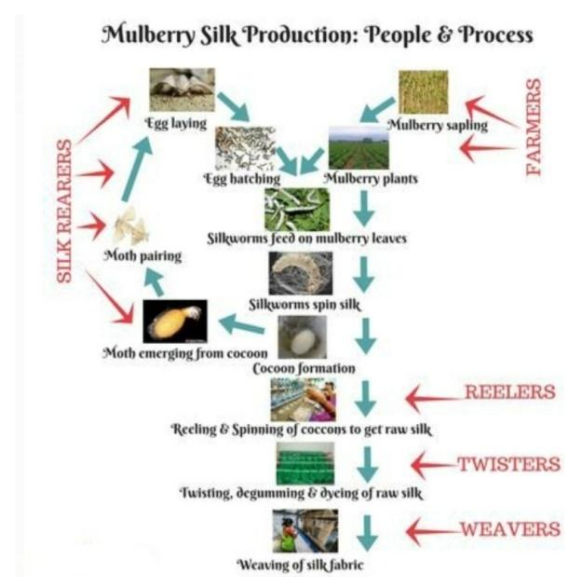 Mulberry Silk Production: People & Process
Egg laying
Mulberry sapling
FARMERS
Egg hatching
Mulberry plants
SILK REARERS
Silkworms feed on mulberry leaves
Moth pairing
Silkworms spin silk
Moth emerging from cocoon
Cocoon formation
REELERS
Reeling & Spinning of coccons to get raw silk
TWISTERS
Twisting, degumming & dyeing of raw silk
WEAVERS
Weaving of silk fabric